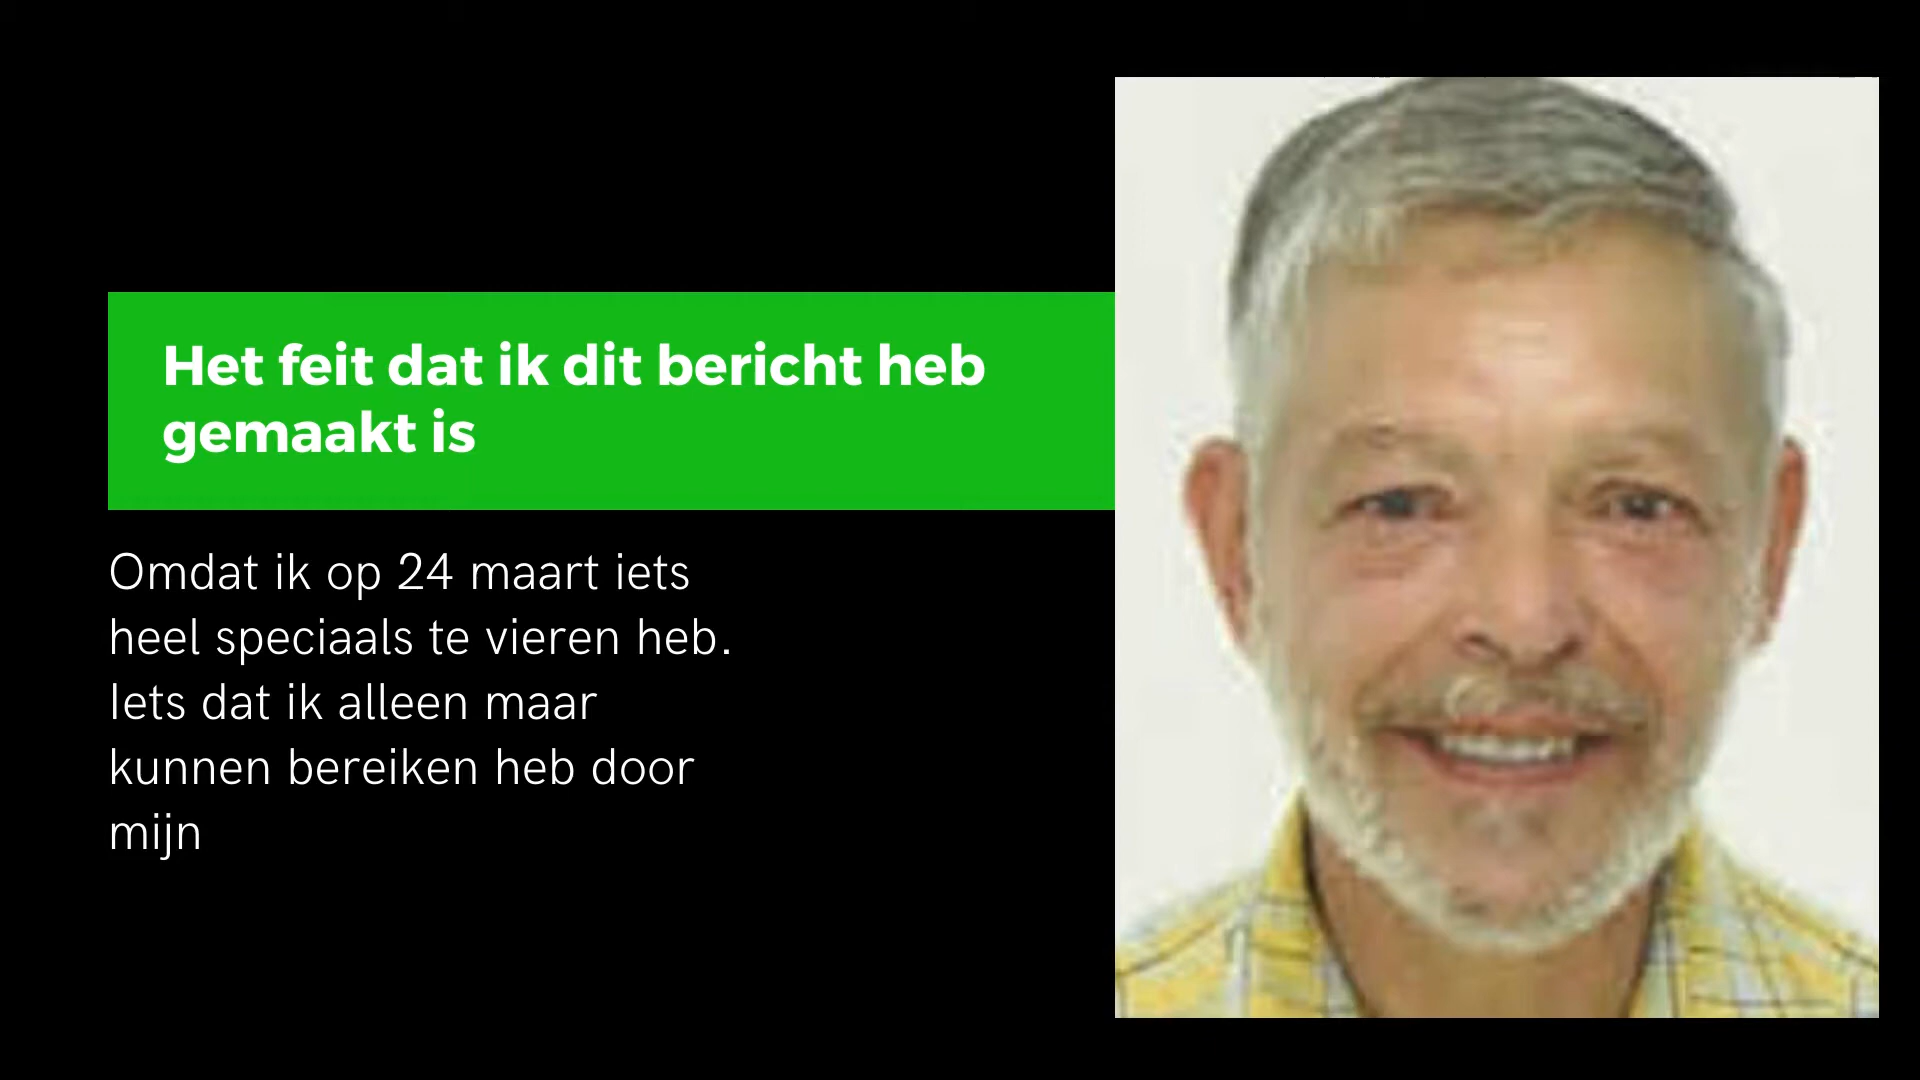 Het feit dat ik dit bericht heb
gemaakt is
Omdat ik op 24 maart iets
heel speciaals te vieren heb.
Iets dat ik alleen maar
kunnen bereiken heb door
mijn